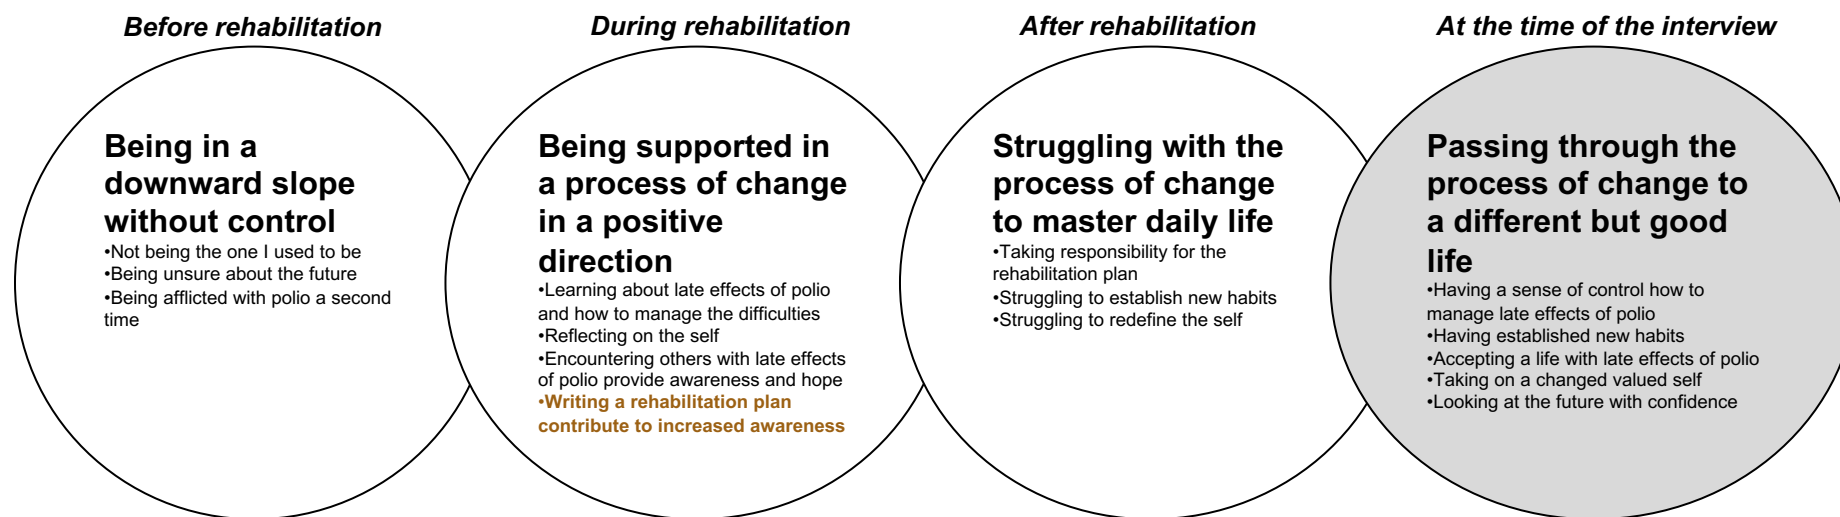 Before rehabilitation
Being in a
downward slope
without control
•Not being the one I used to be
•Being unsure about the future
•Being afflicted with polio a second
time
During rehabilitation
Being supported in
a process of change
in a positive
direction
•Learning about late effects of polio
and how to manage the difficulties
•Reflecting on the self
•Encountering others with late effects
of polio provide awareness and hope
•Writing a rehabilitation plan
contribute to increased awareness
After rehabilitation
Struggling with the
process of change
to master daily life
•Taking responsibility for the
rehabilitation plan
•Struggling to establish new habits
•Struggling to redefine the self
At the time of the interview
Passing through the
process of change to
a different but good
life
•Having a sense of control how to
manage late effects of polio
•Having established new habits
•Accepting a life with late effects of polio
•Taking on a changed valued self
•Looking at the future with confidence